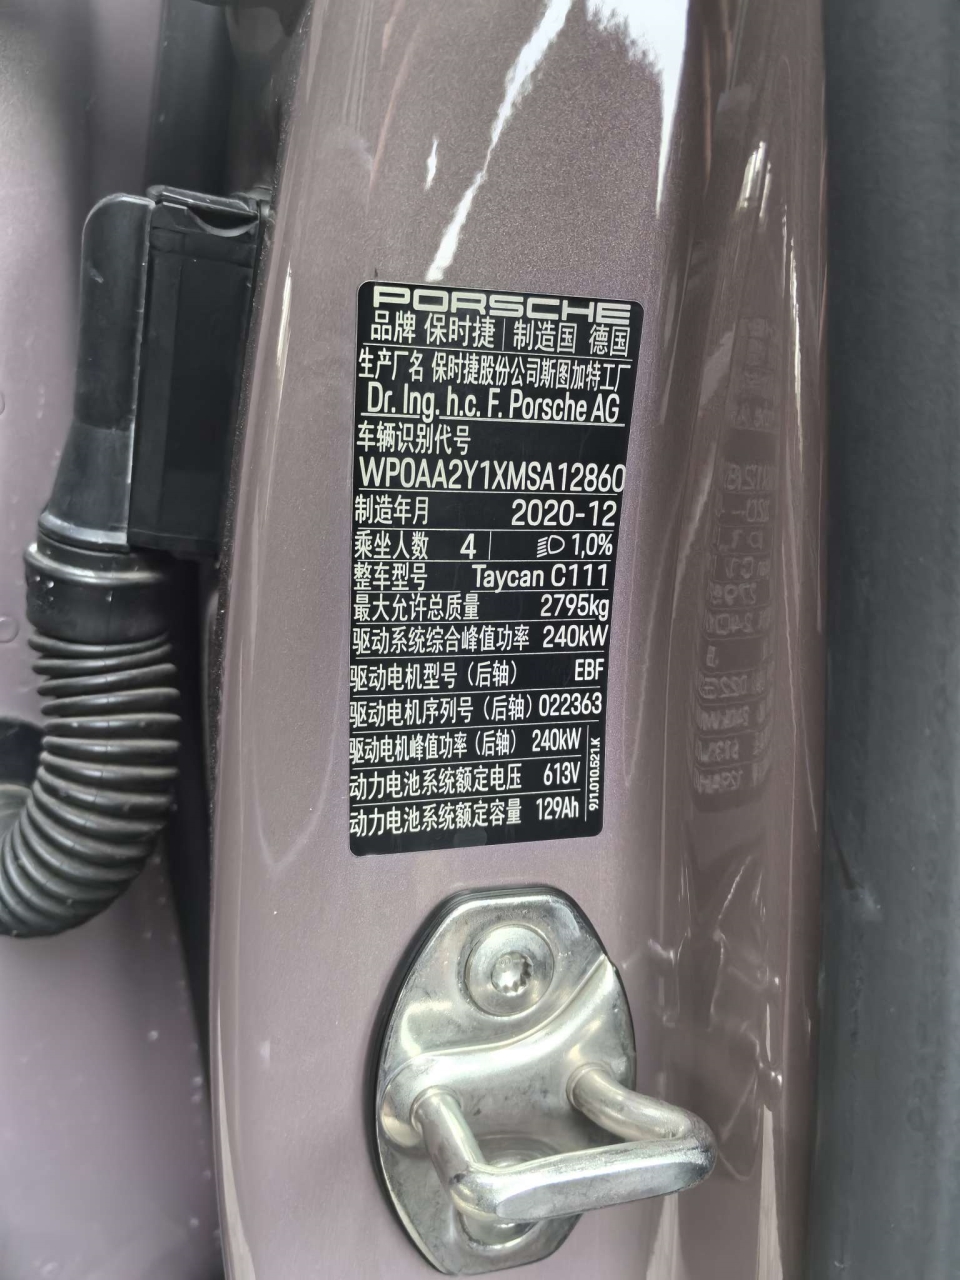 PORSCHE
品牌 保时捷 | 制造国 德国
生产厂名 保时捷股份公司斯图加特工厂
Dr. Ing. h.c. F. Porsche AG
车辆识别代号
WP0AA2Y1XMSA12860
制造年月 2020-12
乘坐人数 4 1,0%
整车型号 Taycan C111
最大允许总质量 2795kg
驱动系统综合峰值功率 240kW
驱动电机型号（后轴） EBF
驱动电机序列号（后轴）022363
驱动电机峰值功率（后轴） 240kW
动力电池系统额定电压 613V
动力电池系统额定容量 129Ah
9J1.010.621.K